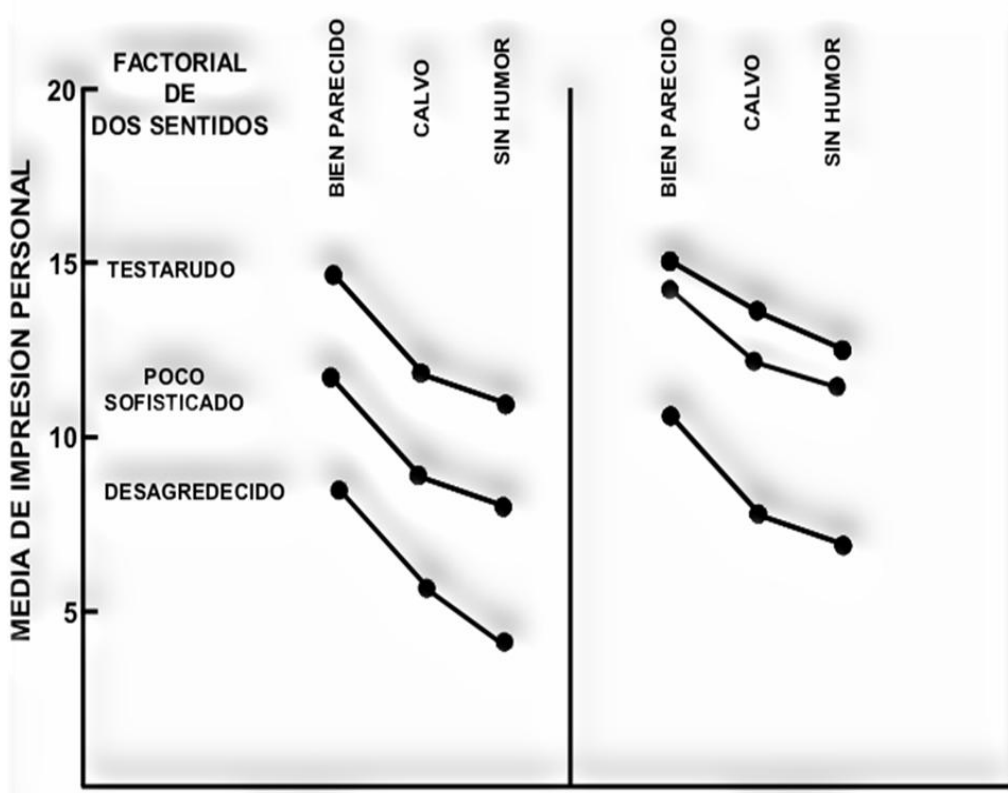 FACTORIAL
DE
DOS SENTIDOS
BIEN PARECIDO
CALVO
SIN HUMOR
BIEN PARECIDO
CALVO
SIN HUMOR
MEDIA DE IMPRESION PERSONAL
20
15
10
5
TESTARUDO
POCO
SOFISTICADO
DESAGREDECIDO